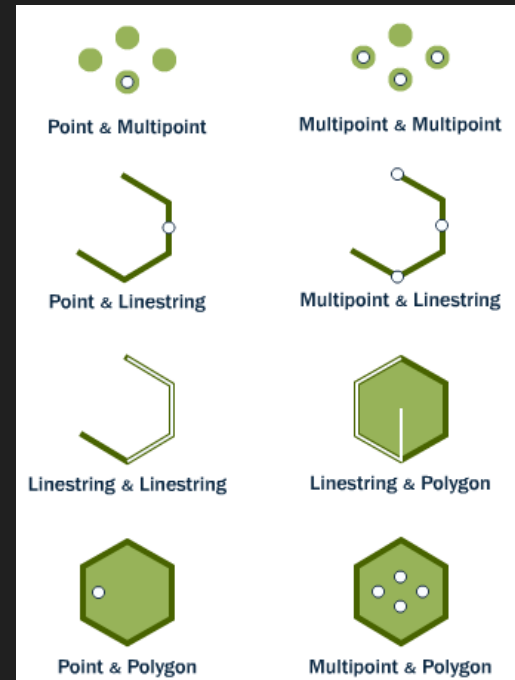 Point & Multipoint
Multipoint & Multipoint
Point & Linestring
Multipoint & Linestring
Linestring & Linestring
Linestring & Polygon
Point & Polygon
Multipoint & Polygon